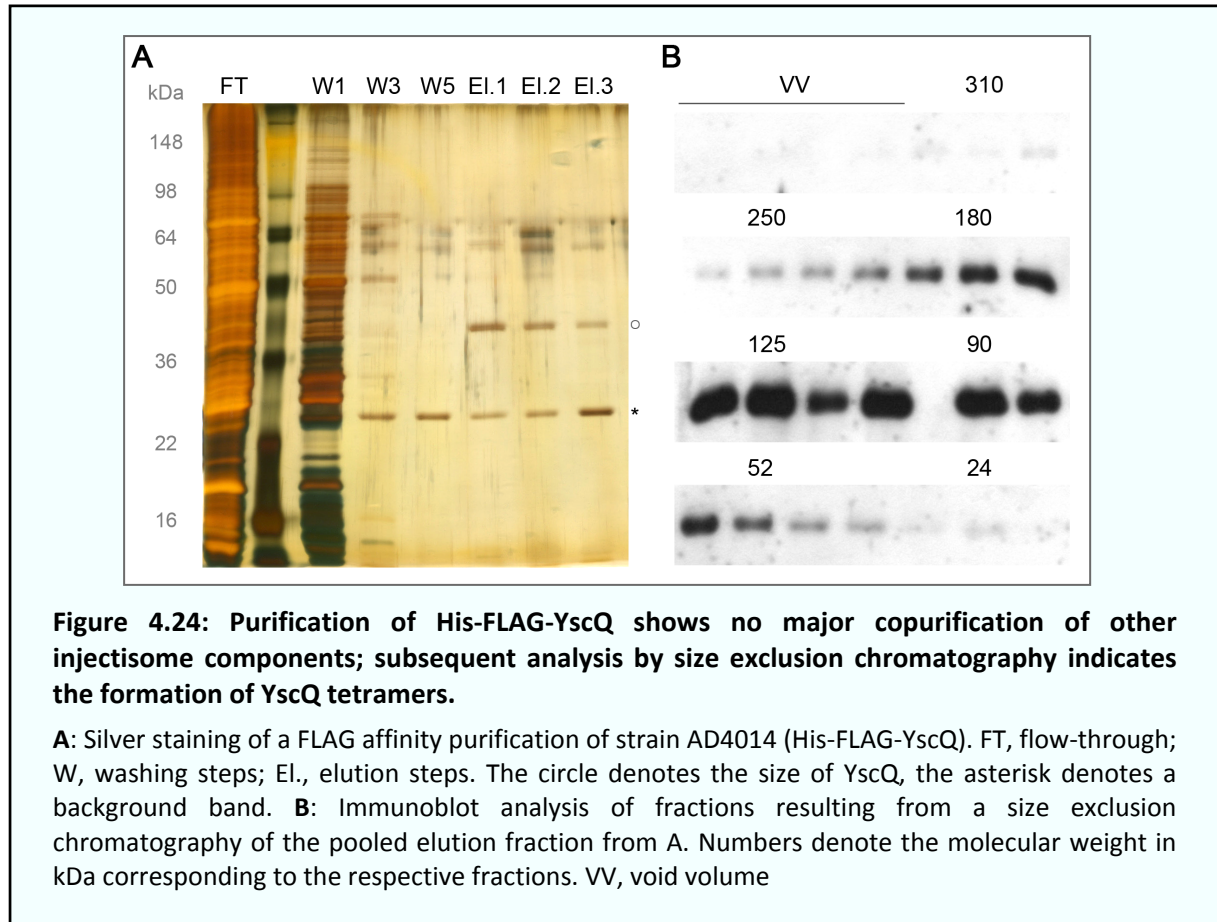 A
B
FT W1 W3 W5 El.1 El.2 El.3
kDa
148
98
64
50
36
22
16
○
*
VV 310
250 180
125 90
52 24
Figure 4.24: Purification of His-FLAG-YscQ shows no major copurification of other
injectisome components; subsequent analysis by size exclusion chromatography indicates
the formation of YscQ tetramers.
A: Silver staining of a FLAG affinity purification of strain AD4014 (His-FLAG-YscQ). FT, flow-through;
W, washing steps; El., elution steps. The circle denotes the size of YscQ, the asterisk denotes a
background band. B: Immunoblot analysis of fractions resulting from a size exclusion
chromatography of the pooled elution fraction from A. Numbers denote the molecular weight in
kDa corresponding to the respective fractions. VV, void volume